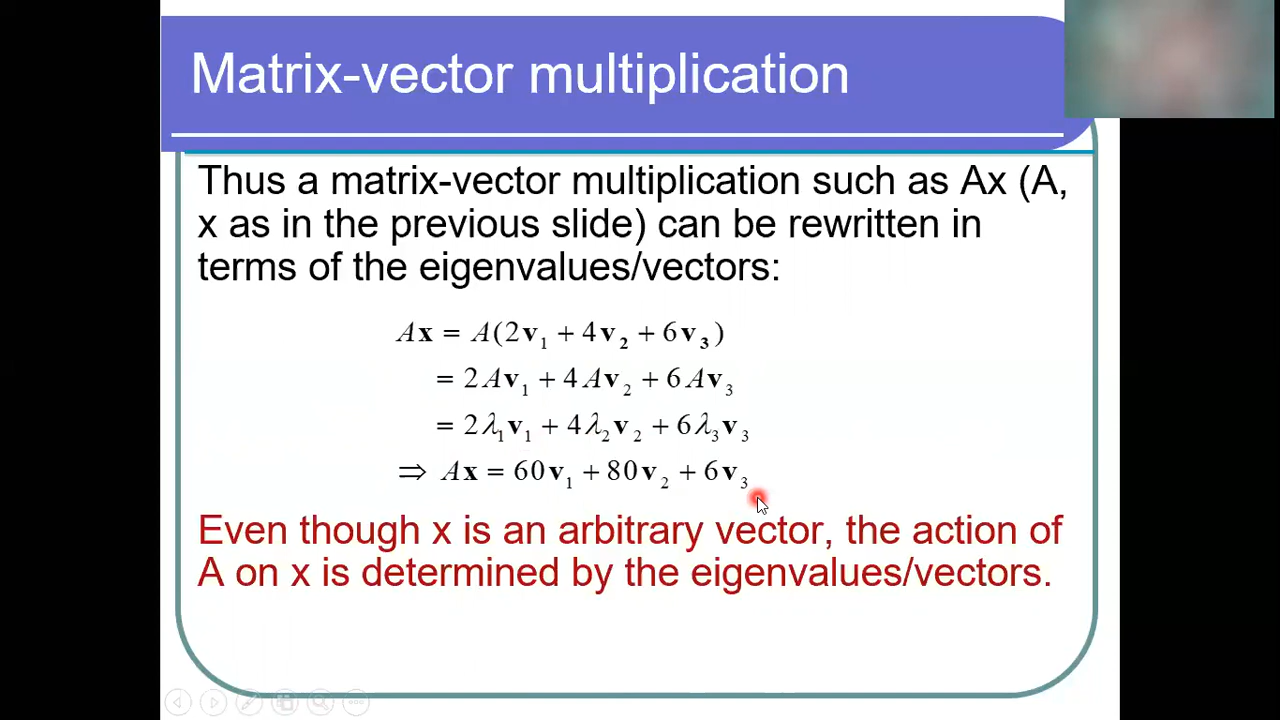 Matrix-vector multiplication
Thus a matrix-vector multiplication such as Ax (A,
x as in the previous slide) can be rewritten in
terms of the eigenvalues/vectors:
Ax = A(2v₁ + 4v₂ + 6v₃)
= 2Av₁ + 4Av₂ + 6Av₃
= 2λ₁v₁ + 4λ₂v₂ + 6λ₃v₃
⇒ Ax = 60v₁ + 80v₂ + 6v₃
Even though x is an arbitrary vector, the action of
A on x is determined by the eigenvalues/vectors.